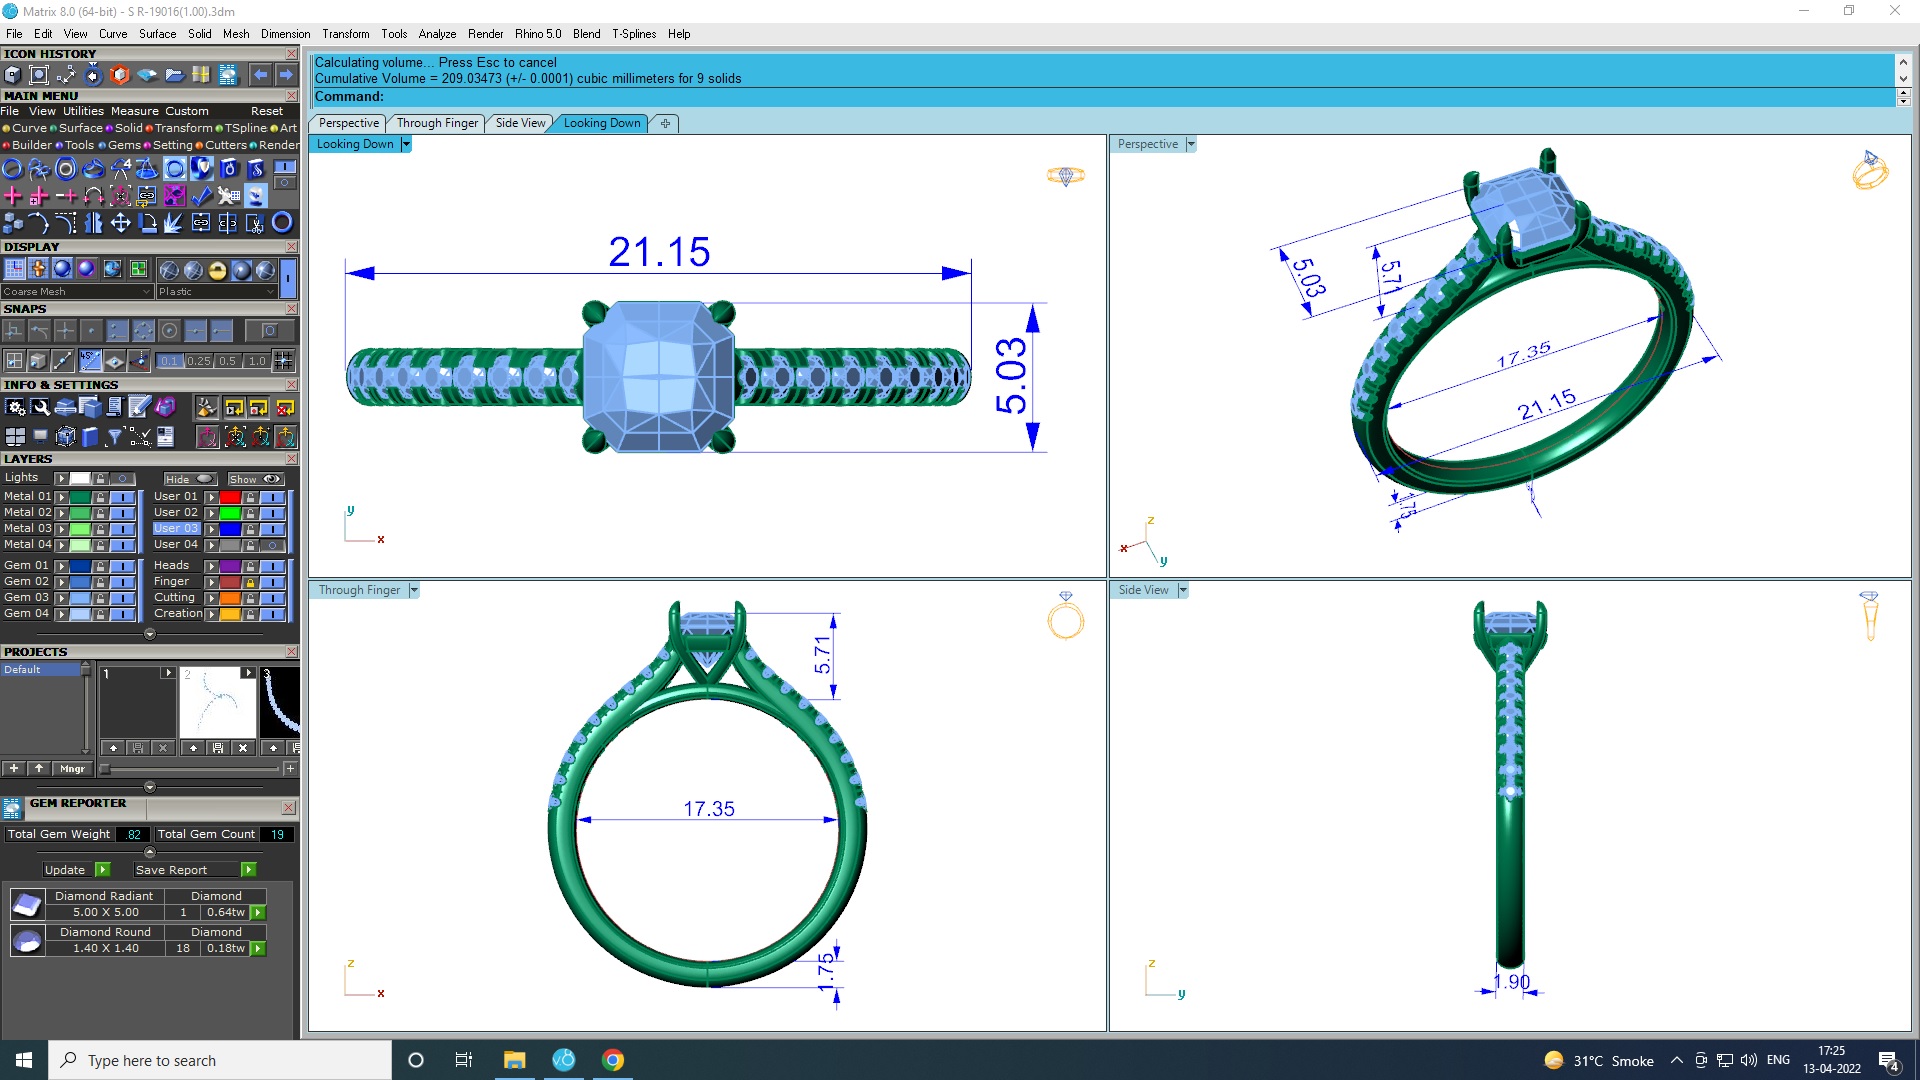 Matrix 8.0 (64-bit) - S R-19016(1.00).3dm
File Edit View Curve Surface Solid Mesh Dimension Transform Tools Analyze Render Rhino 5.0 Blend T-Splines Help
ICON HISTORY
MAIN MENU
File View Utilities Measure Custom Reset
Curve Surface Solid Transform TSpline Art
Builder Tools Gems Setting Cutters Render
DISPLAY
Coarse Mesh Plastic
SNAPS
0.1 0.25 0.5 1.0
INFO & SETTINGS
LAYERS
Lights Hide Show
Metal 01 User 01
Metal 02 User 02
Metal 03 User 03
Metal 04 User 04
Gem 01 Heads
Gem 02 Finger
Gem 03 Cutting
Gem 04 Creation
PROJECTS
Default 1 2 3
Mngr
GEM REPORTER
Total Gem Weight .82 Total Gem Count 19
Update Save Report
Diamond Radiant Diamond
5.00 X 5.00 1 0.64tw
Diamond Round Diamond
1.40 X 1.40 18 0.18tw
Calculating volume... Press Esc to cancel
Cumulative Volume = 209.03473 (+/- 0.0001) cubic millimeters for 9 solids
Command:
Perspective Through Finger Side View Looking Down
Looking Down
21.15
5.03
y
x
Perspective
5.03
5.71
17.35
21.15
1.75
z
x
y
Through Finger
5.71
17.35
1.75
z
x
Side View
1.90
z
y
Type here to search
31°C Smoke
ENG
17:25
13-04-2022
4